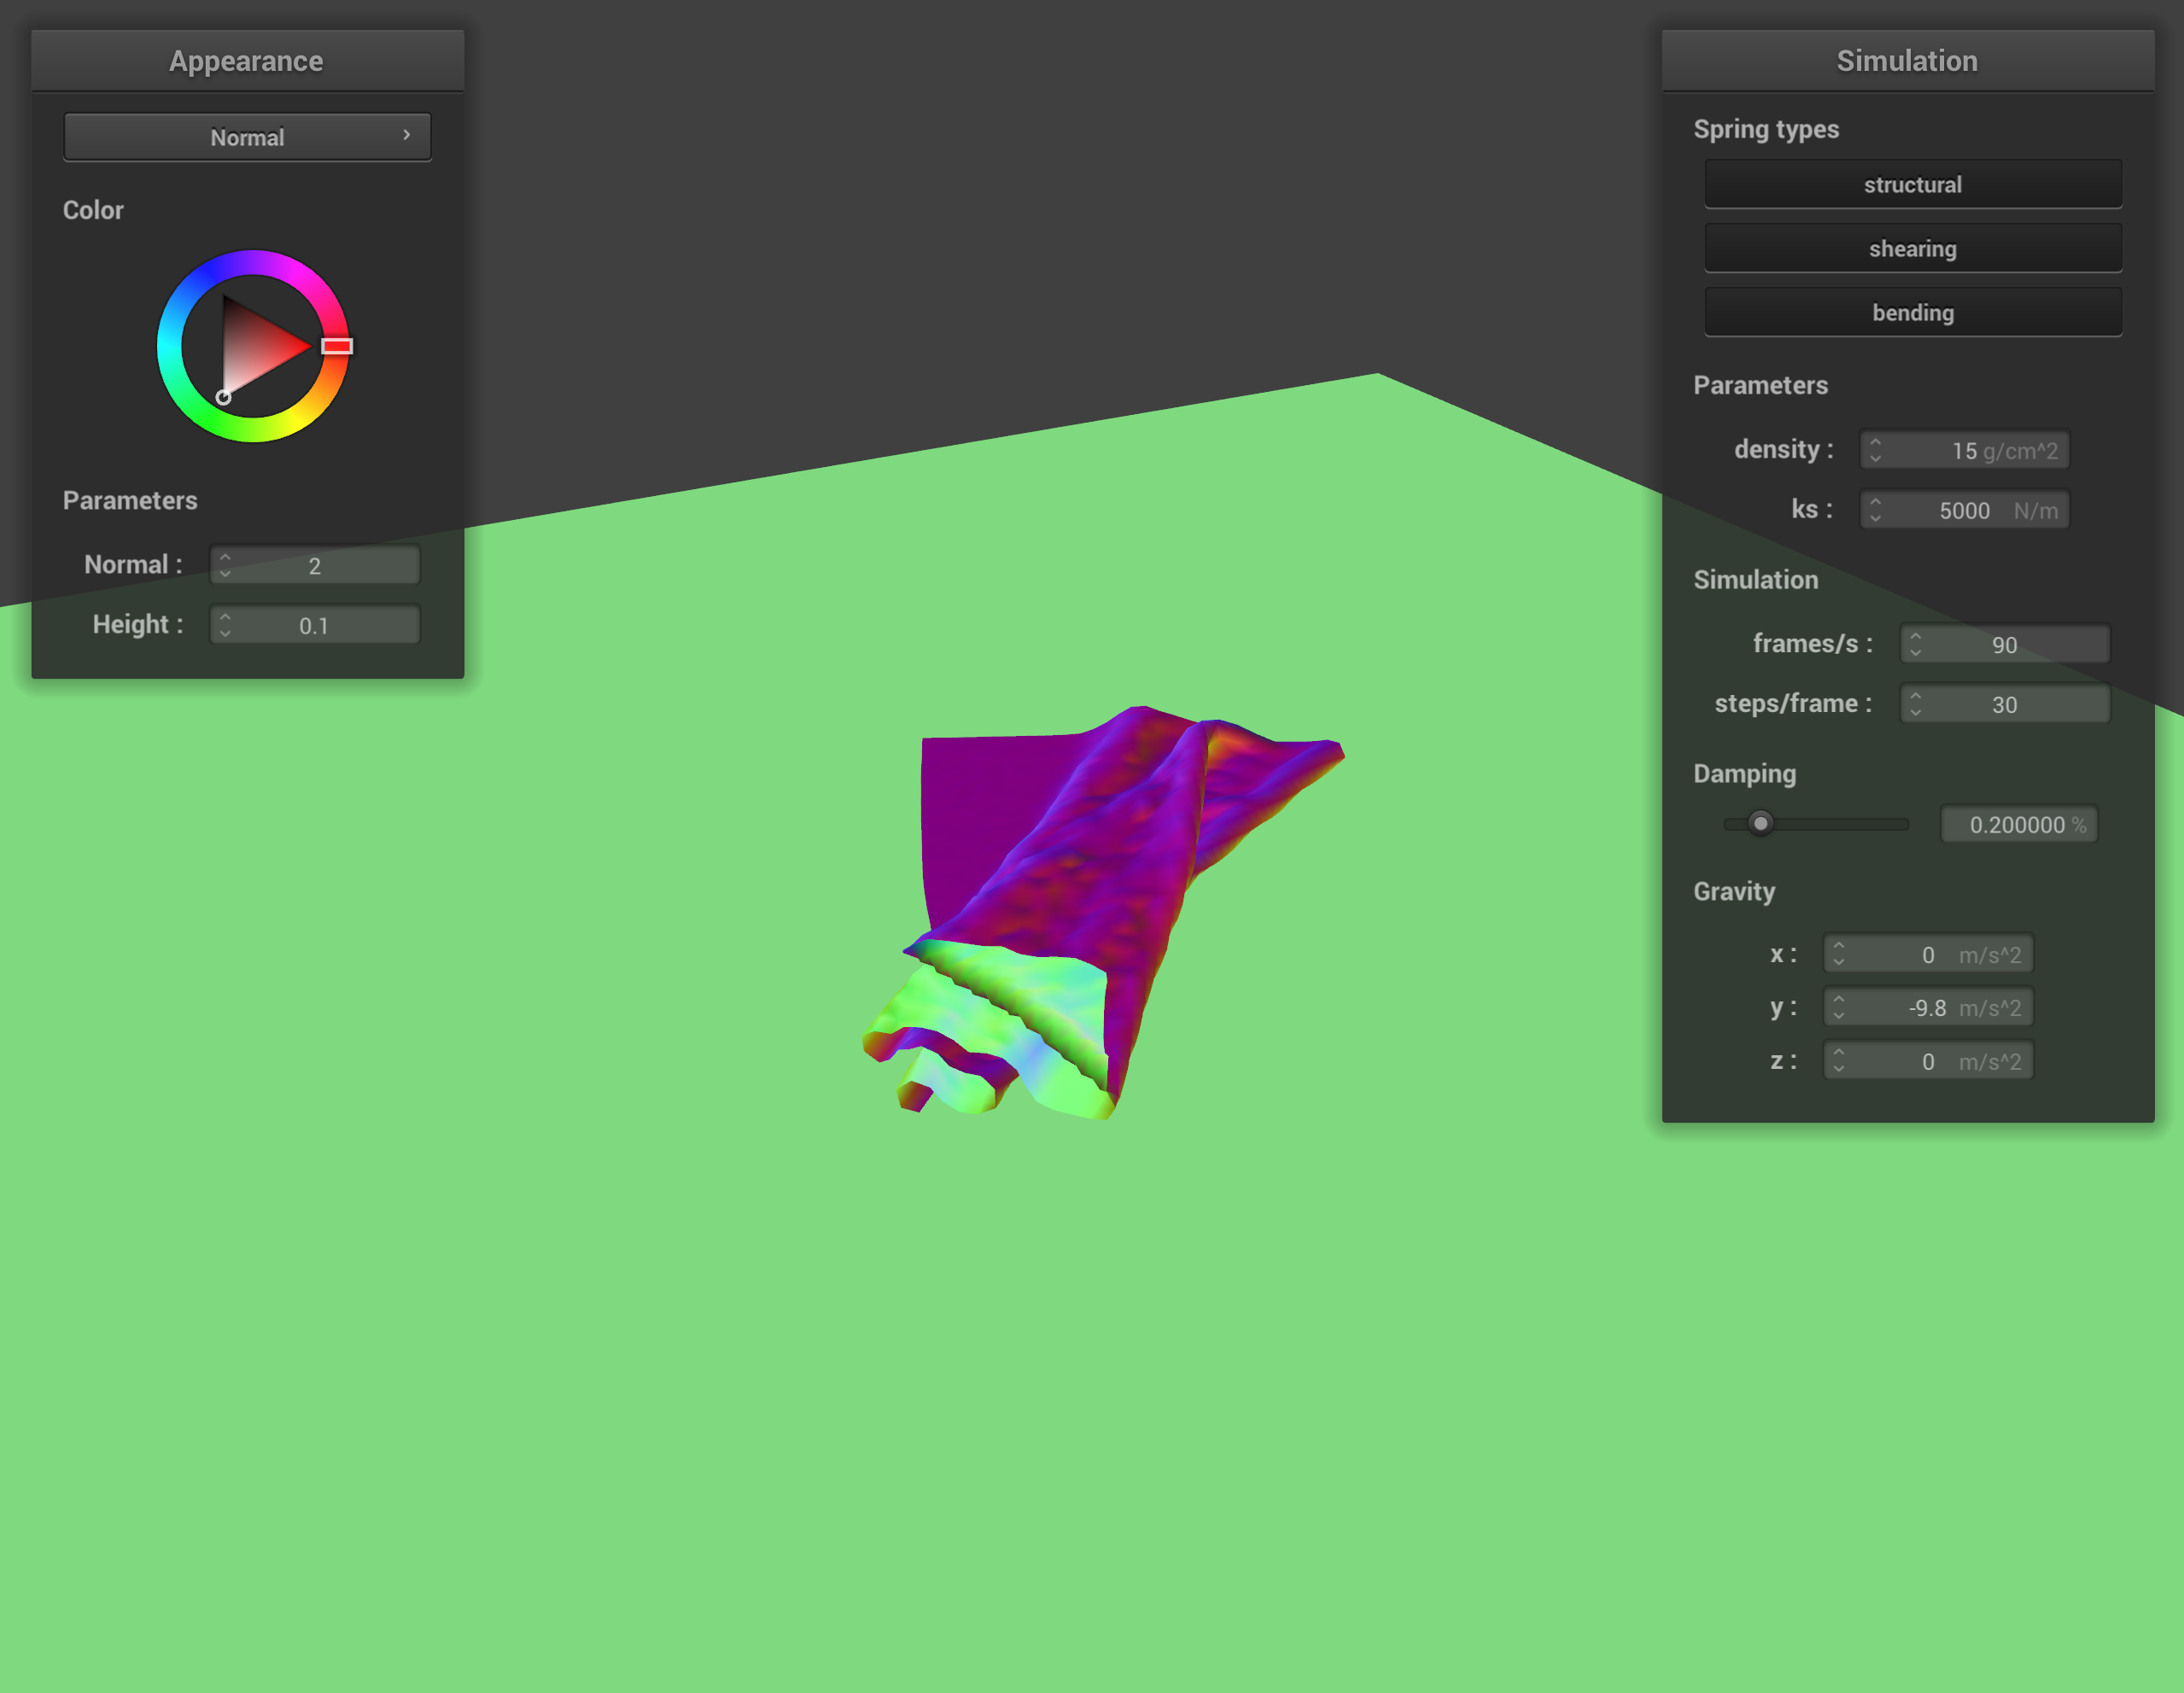 Appearance
Normal
Color
Parameters
Normal : 2
Height : 0.1
Simulation
Spring types
structural
shearing
bending
Parameters
density : 15 g/cm^2
ks : 5000 N/m
Simulation
frames/s : 90
steps/frame : 30
Damping
0.200000 %
Gravity
x : 0 m/s^2
y : -9.8 m/s^2
z : 0 m/s^2